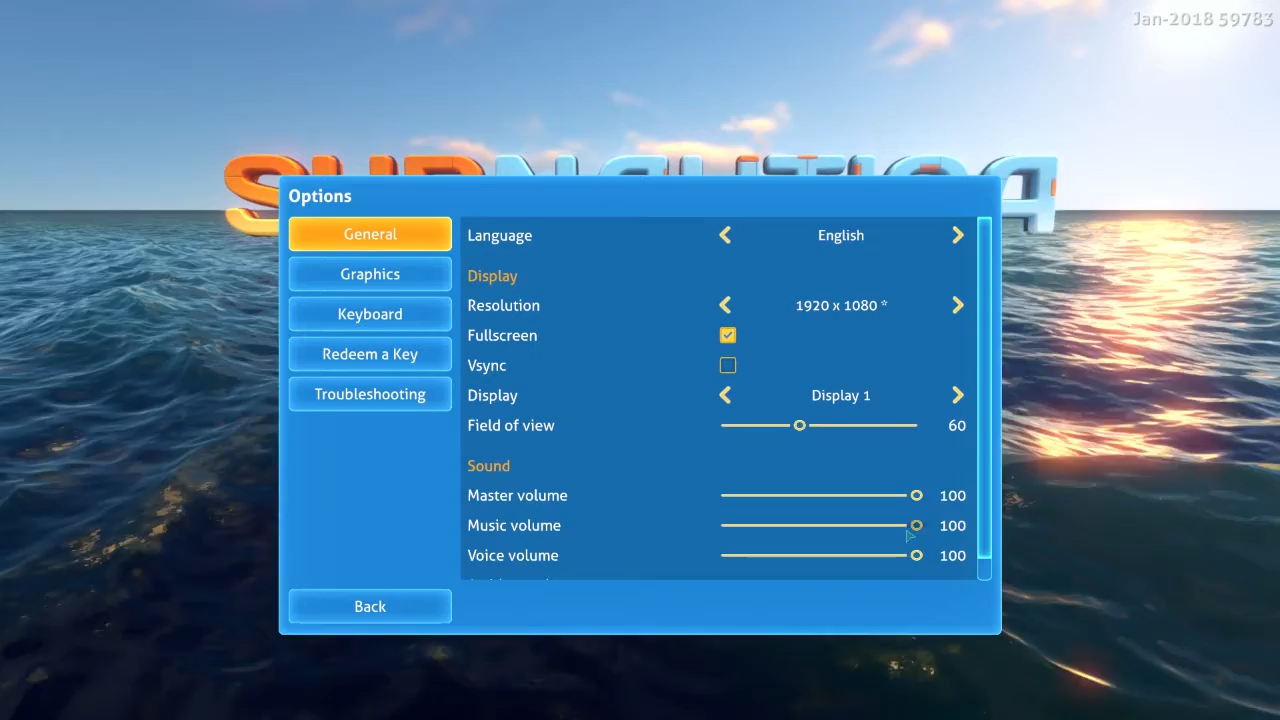 Jan-2018 59783
SUBNAUTICA
Options
General
Graphics
Keyboard
Redeem a Key
Troubleshooting
Back
Language English
Display
Resolution 1920 x 1080 *
Fullscreen
Vsync
Display Display 1
Field of view 60
Sound
Master volume 100
Music volume 100
Voice volume 100